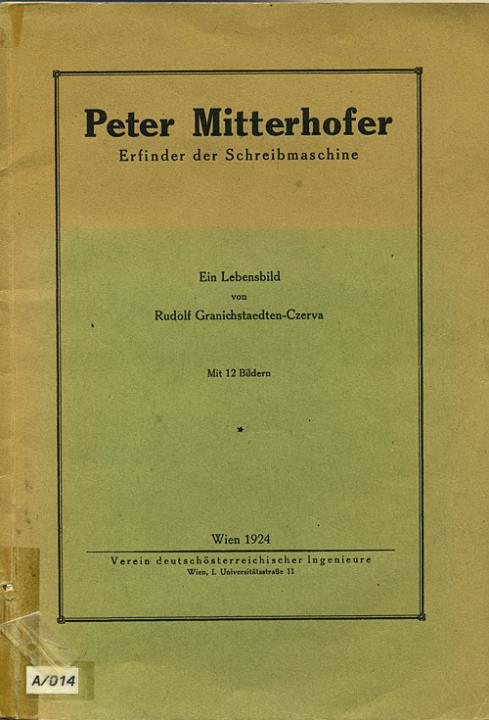 Peter Mitterhofer
Erfinder der Schreibmaschine
Ein Lebensbild
von
Rudolf Granichstaedten-Czerva
Mit 12 Bildern
*
Wien 1924
Verein deutschösterreichischer Ingenieure
Wien, I. Universitätsstraße 11
A/014